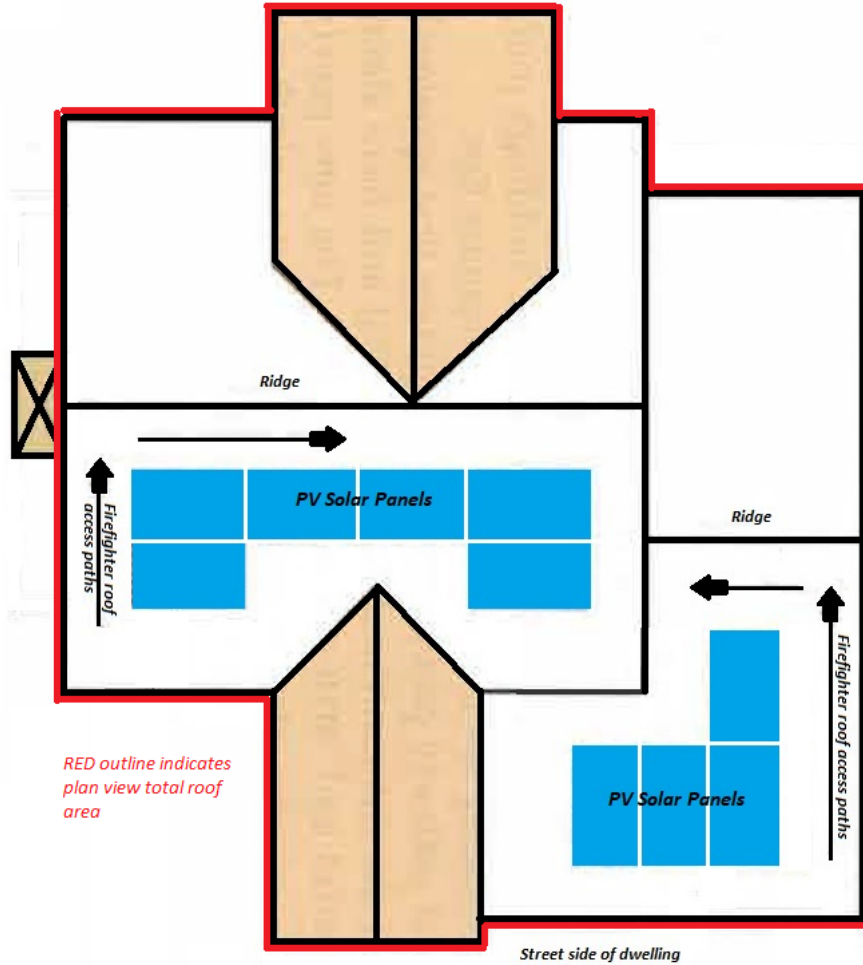 Ridge
PV Solar Panels
Firefighter roof
access paths
Ridge
Firefighter roof access paths
PV Solar Panels
RED outline indicates
plan view total roof
area
Street side of dwelling